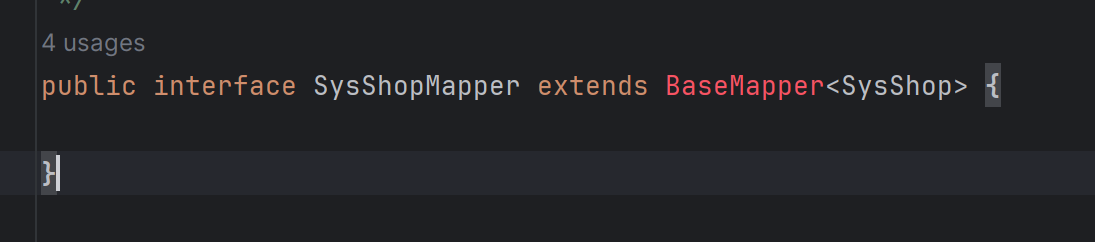 */
4 usages
public interface SysShopMapper extends BaseMapper<SysShop> {
}